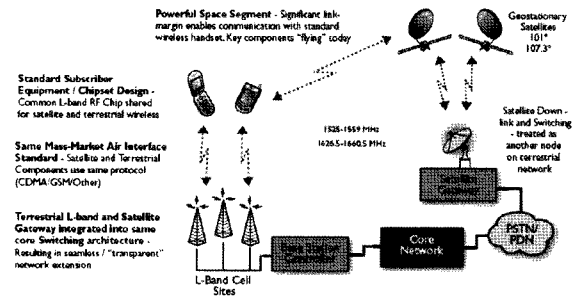 Powerful Space Segment - Significant link-
margin enables communication with standard
wireless handset. Key components "flying" today
Geostationary
Satellites
101°
107.3°
Standard Subscriber
Equipment / Chipset Design -
Common L-band RF Chip shared
for satellite and terrestrial wireless
Satellite Down -
link and Switching
- treated as
another node
on terrestrial
network
1525-1559 MHz
1626.5-1660.5 MHz
Same Mass-Market Air Interface
Standard - Satellite and Terrestrial
Components use same protocol
(CDMA/GSM/Other)
Satellite
Gateway
Terrestrial L-band and Satellite
Gateway integrated into same
core Switching architecture -
Resulting in seamless / "transparent"
network extension
PSTN/
PDN
Base Station
Controller
Core
Network
L-Band Cell
Sites